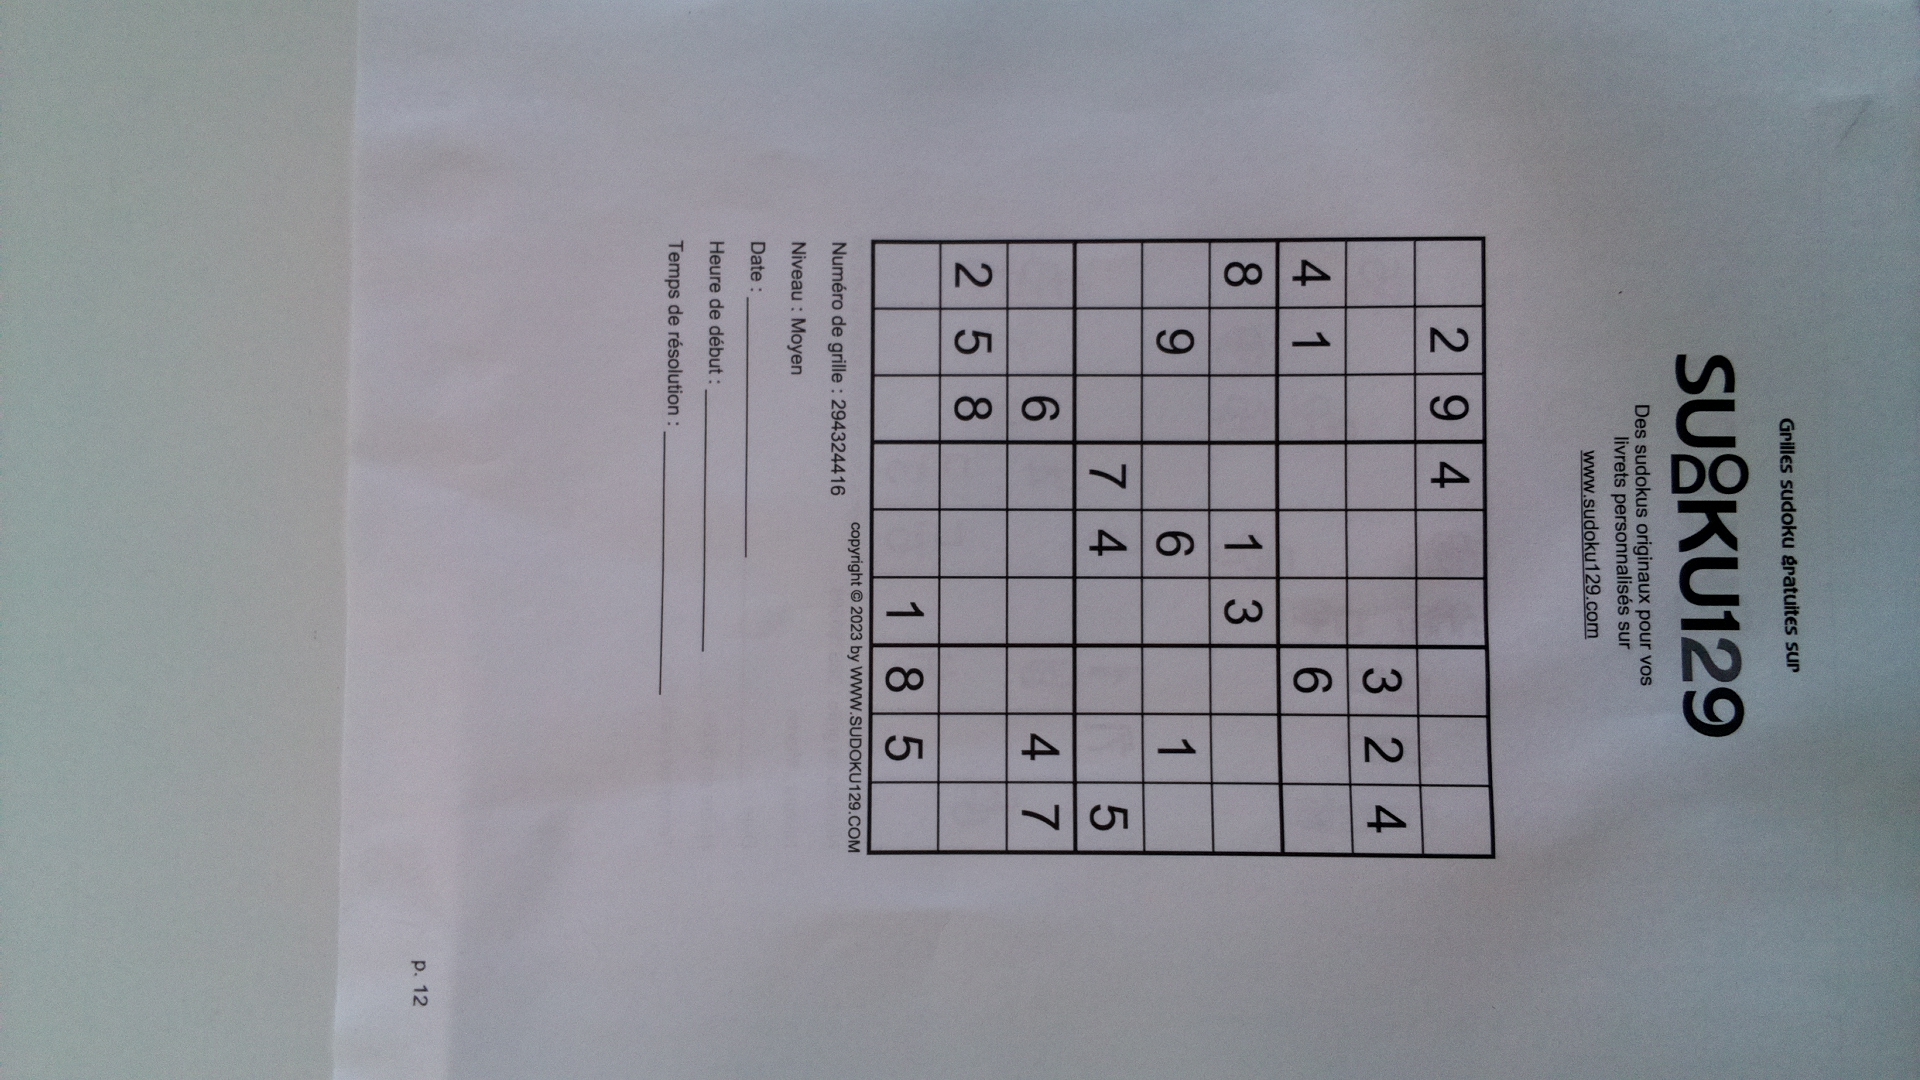 Grilles sudoku gratuites sur
SUDOKU129
Des sudokus originaux pour vos
livrets personnalisés sur
www.sudoku129.com
2 9 4
3 2 4
4 1 6
8 1 3
9 6 1
7 4 5
6 4 7
2 5 8
1 8 5
copyright © 2023 by WWW.SUDOKU129.COM
Numéro de grille : 294324416
Niveau : Moyen
Date :
Heure de début :
Temps de résolution :
p. 12